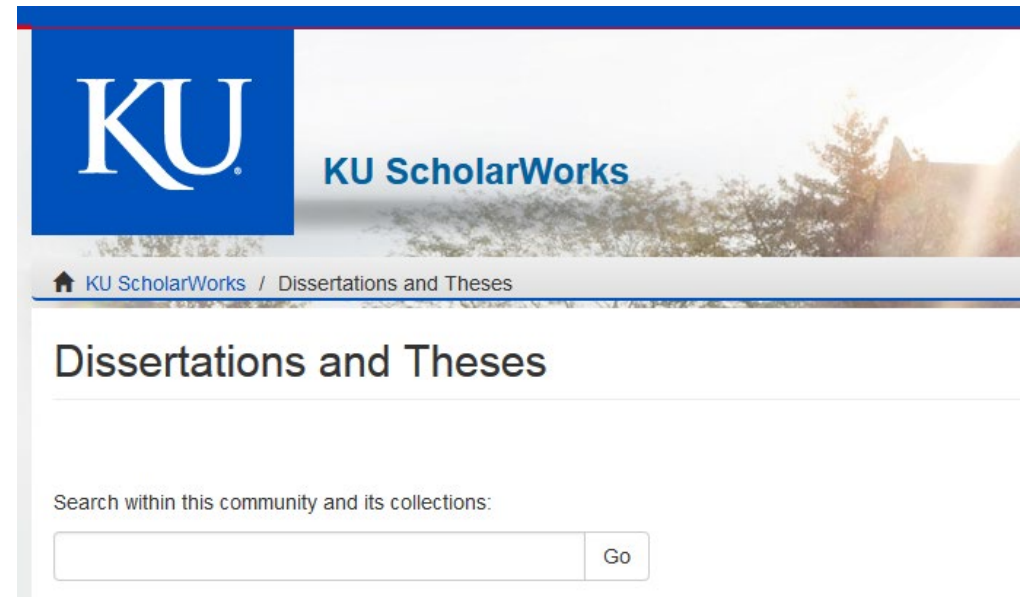 KU
KU ScholarWorks
KU ScholarWorks / Dissertations and Theses
Dissertations and Theses
Search within this community and its collections:
Go